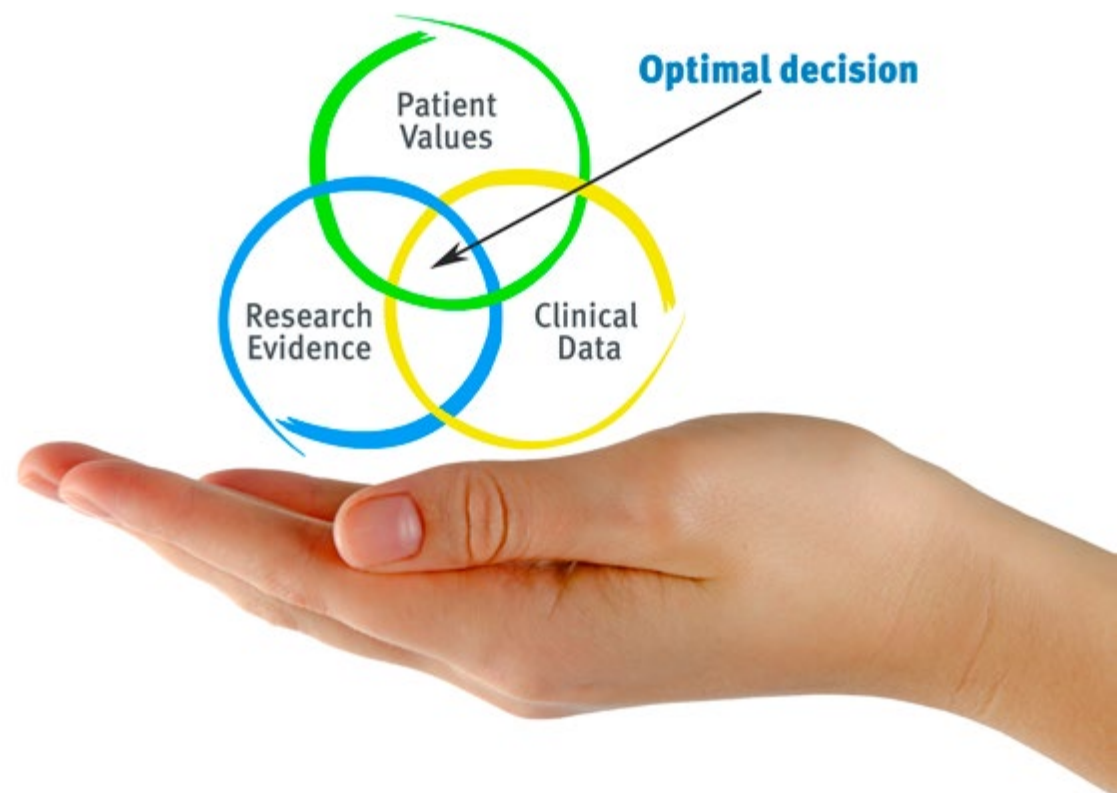 Optimal decision
Patient
Values
Research
Evidence
Clinical
Data